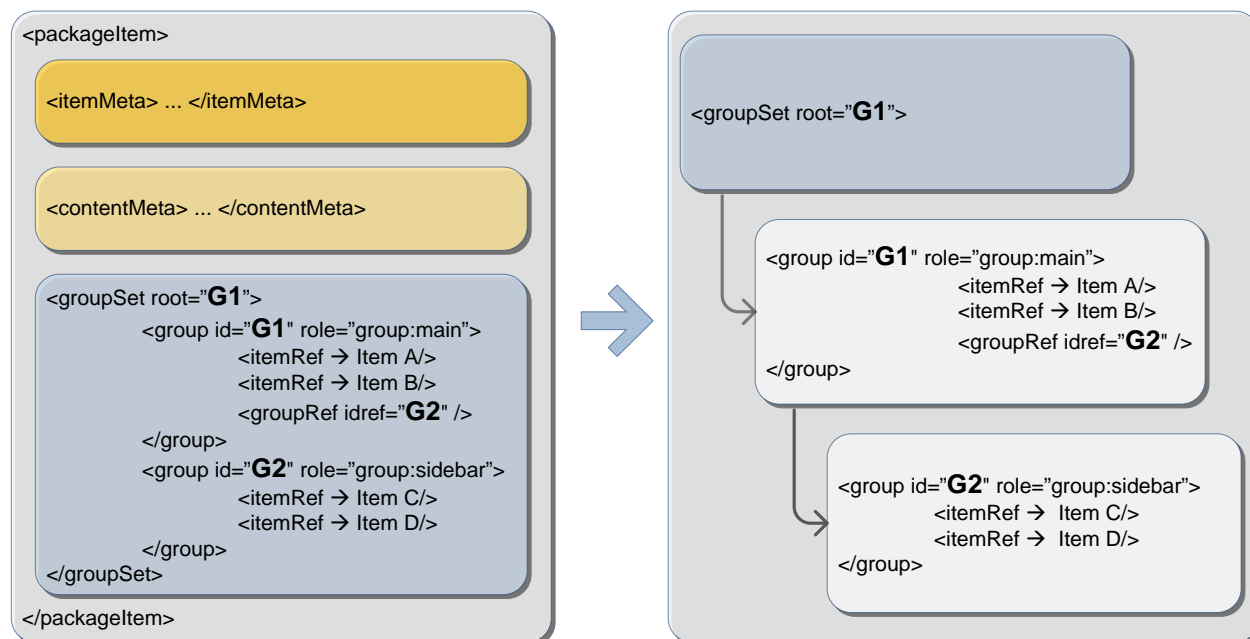 <packageItem>
<itemMeta> ... </itemMeta>
<contentMeta> ... </contentMeta>
<groupSet root=”G1”>
<group id=”G1" role=”group:main”>
<itemRef → Item A/>
<itemRef → Item B/>
<groupRef idref=”G2" />
</group>
<group id=”G2" role=”group:sidebar”>
<itemRef → Item C/>
<itemRef → Item D/>
</group>
</groupSet>
</packageItem>
<groupSet root=”G1”>
<group id=”G1" role=”group:main”>
<itemRef → Item A/>
<itemRef → Item B/>
<groupRef idref=”G2" />
</group>
<group id=”G2" role=”group:sidebar”>
<itemRef → Item C/>
<itemRef → Item D/>
</group>